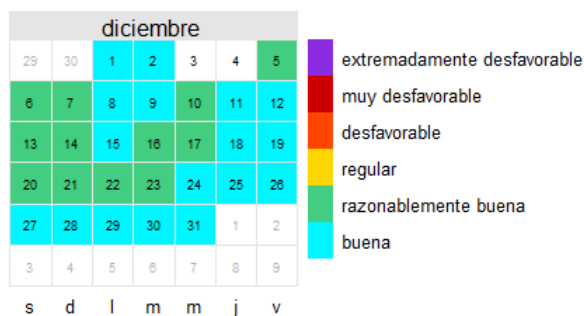 diciembre
29 30 1 2 3 4 5
6 7 8 9 10 11 12
13 14 15 16 17 18 19
20 21 22 23 24 25 26
27 28 29 30 31 1 2
3 4 5 6 7 8 9
s d l m m j v
extremadamente desfavorable
muy desfavorable
desfavorable
regular
razonablemente buena
buena